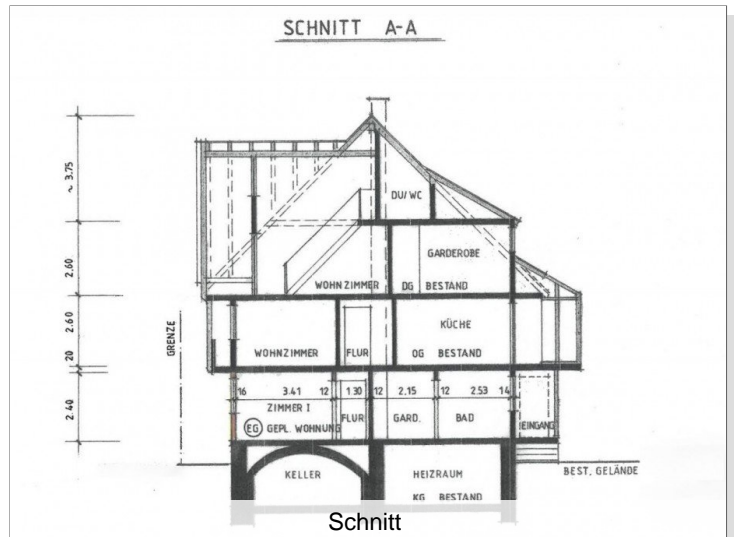 SCHNITT A-A
~ 3.75
DU/WC
GARDEROBE
2.60
WOHNZIMMER DG BESTAND
2.60
GRENZE
KÜCHE
WOHNZIMMER FLUR OG BESTAND
20
16 3.41 12 1 30 12 2.15 12 2.53 14
2.40
ZIMMER I
FLUR GARD. BAD
EG GEPL. WOHNUNG
EINGANG
KELLER HEIZRAUM
BEST. GELÄNDE
KG BESTAND
Schnitt